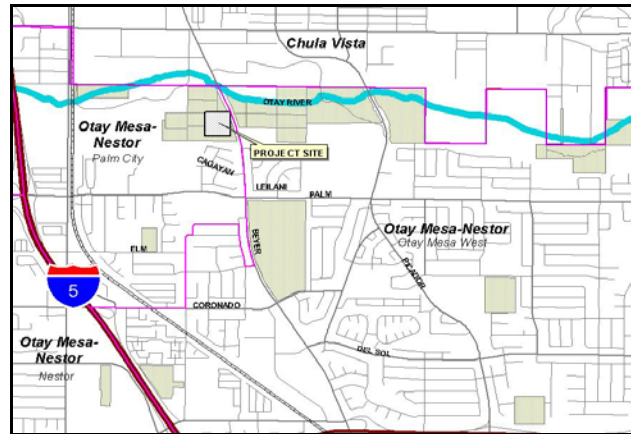 Chula Vista
OTAY RIVER
Otay Mesa-
Nestor
Palm City
PROJECT SITE
CAGAYAN
LEILANI
PALM
Otay Mesa-Nestor
Otay Mesa West
ELM
BEYER
PICADOR
5
CORONADO
Otay Mesa-
Nestor
Nestor
DEL SOL